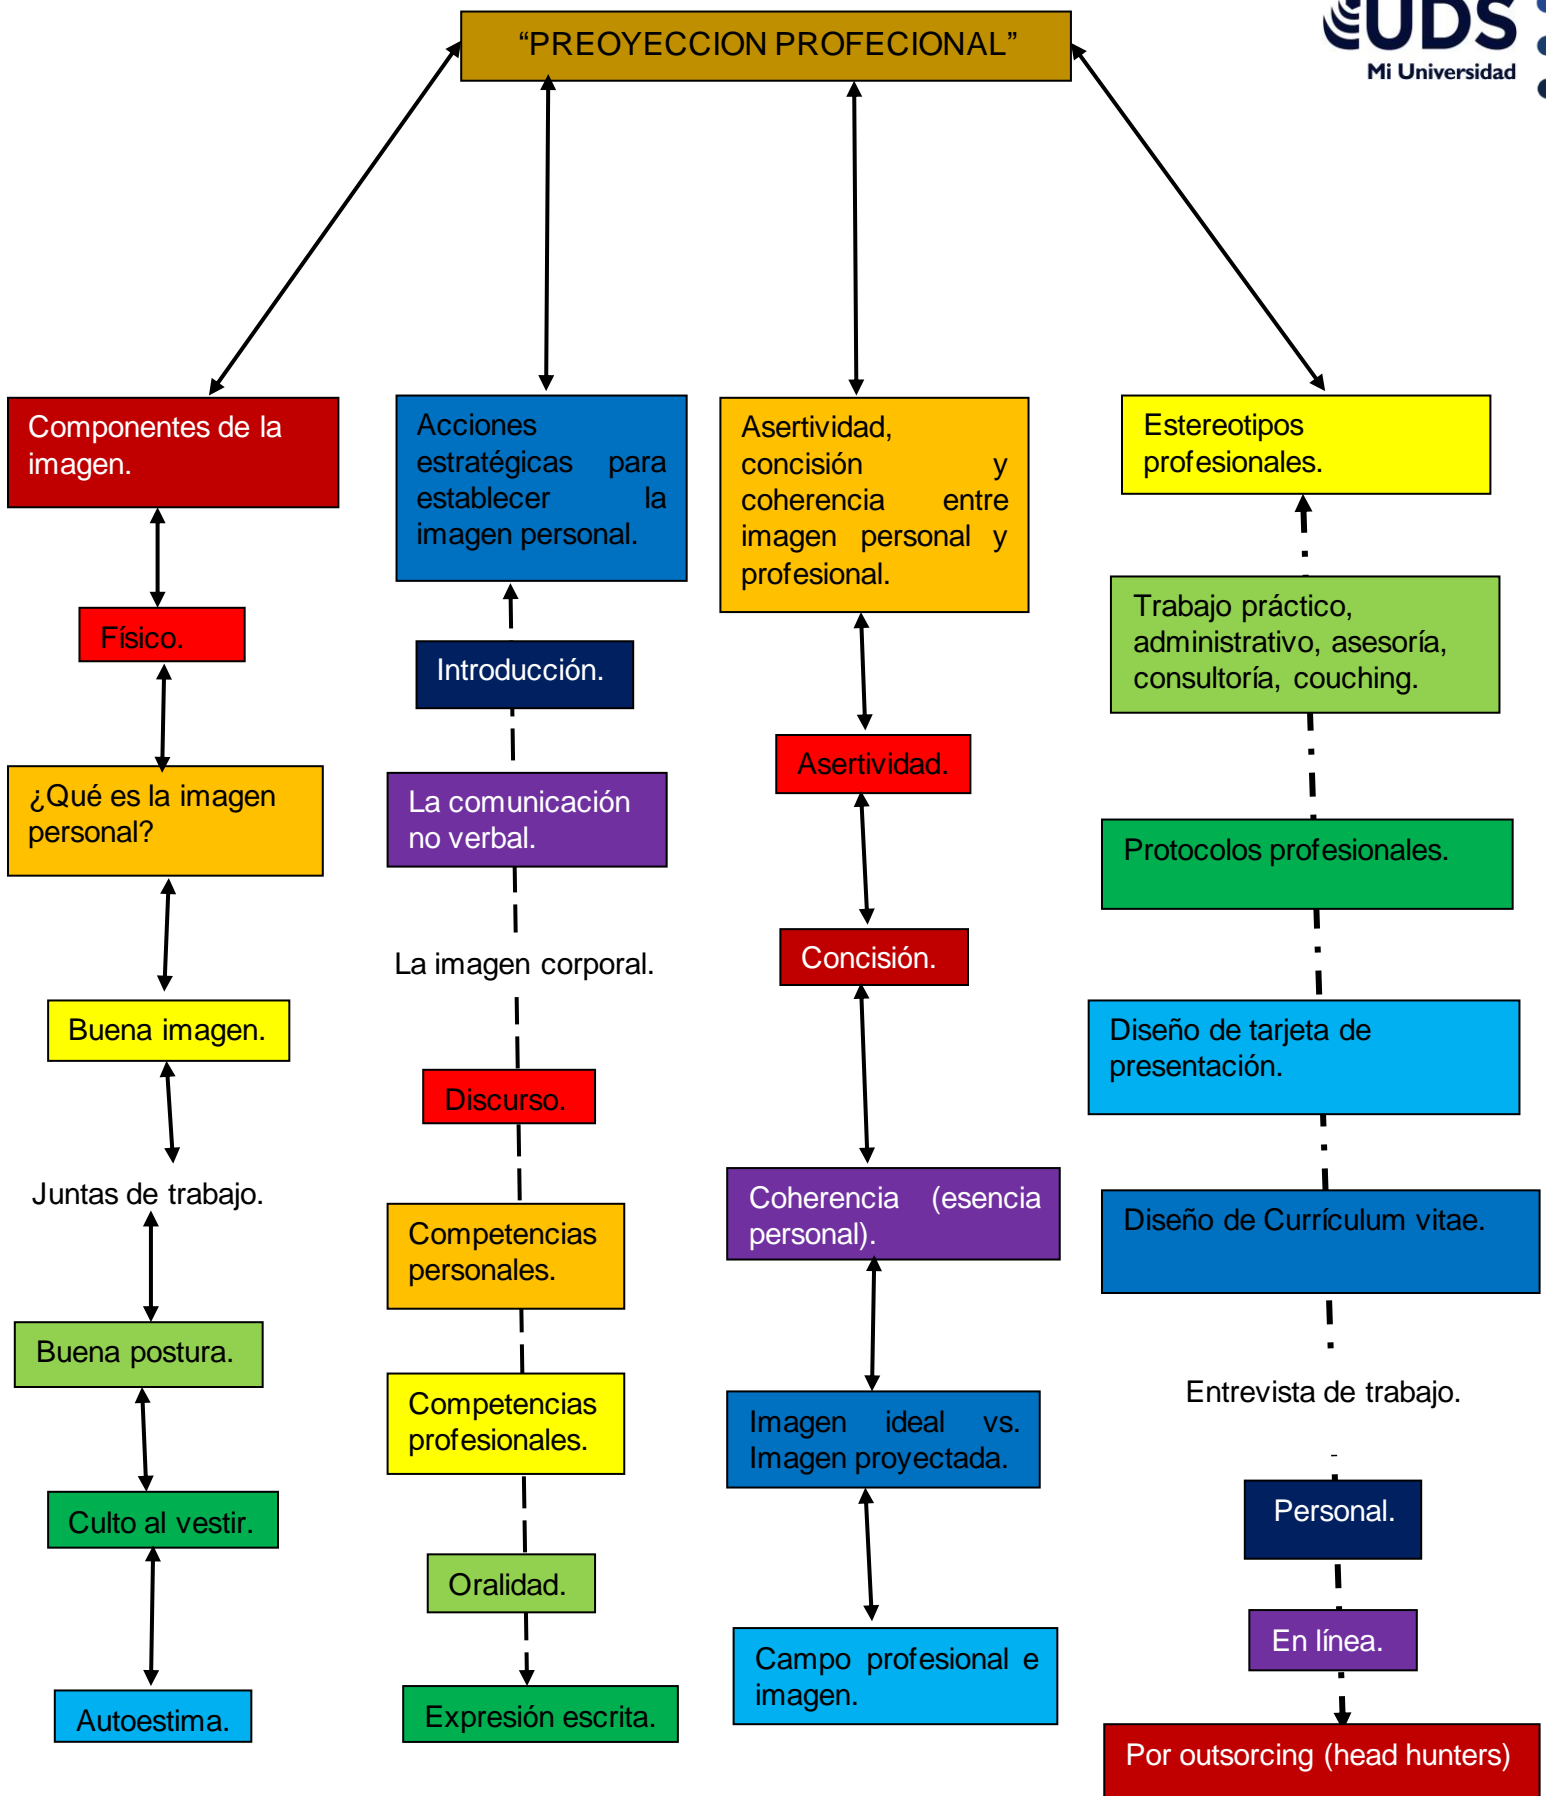 “PREOYECCION PROFECIONAL”
UDS
Mi Universidad
Componentes de la
imagen.
Físico.
¿Qué es la imagen
personal?
Buena imagen.
Juntas de trabajo.
Buena postura.
Culto al vestir.
Autoestima.
Acciones
estratégicas para
establecer la
imagen personal.
Introducción.
La comunicación
no verbal.
La imagen corporal.
Discurso.
Competencias
personales.
Competencias
profesionales.
Oralidad.
Expresión escrita.
Asertividad,
concisión y
coherencia entre
imagen personal y
profesional.
Asertividad.
Concisión.
Coherencia (esencia
personal).
Imagen ideal vs.
Imagen proyectada.
Campo profesional e
imagen.
Estereotipos
profesionales.
Trabajo práctico,
administrativo, asesoría,
consultoría, couching.
Protocolos profesionales.
Diseño de tarjeta de
presentación.
Diseño de Currículum vitae.
Entrevista de trabajo.
Personal.
En línea.
Por outsorcing (head hunters)